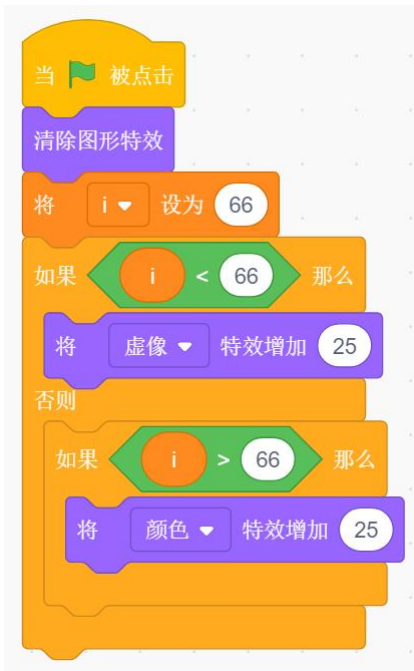 当 被点击
清除图形特效
将 i 设为 66
如果 i < 66 那么
将 虚像 特效增加 25
否则
如果 i > 66 那么
将 颜色 特效增加 25